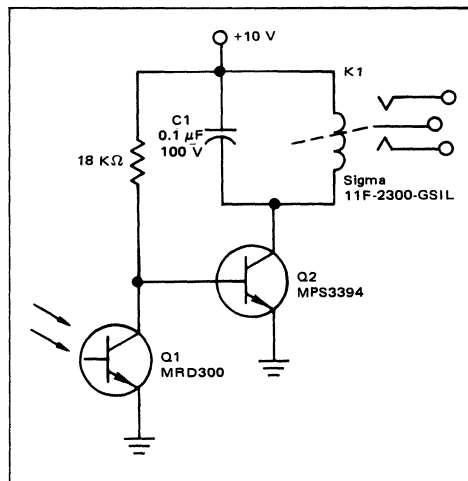 +10 V
K1
C1
0.1 μF
100 V
18 KΩ
Sigma
11F-2300-GSIL
Q2
MPS3394
Q1
MRD300